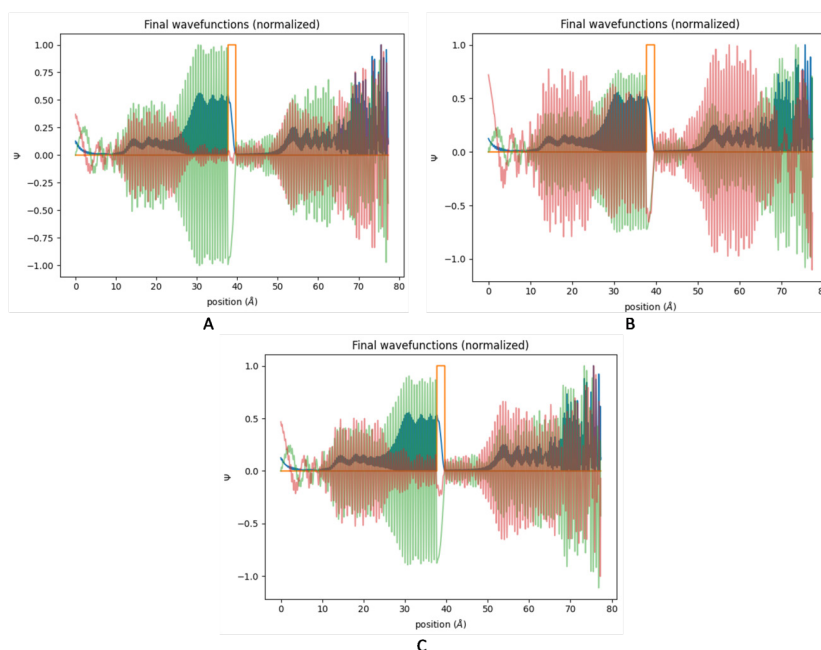 Final wavefunctions (normalized)
1.00
0.75
0.50
0.25
0.00
−0.25
−0.50
−0.75
−1.00
Ψ
0 10 20 30 40 50 60 70 80
position (Å)
A
Final wavefunctions (normalized)
1.0
0.5
0.0
−0.5
−1.0
Ψ
0 10 20 30 40 50 60 70 80
position (Å)
B
Final wavefunctions (normalized)
1.0
0.5
0.0
−0.5
−1.0
Ψ
0 10 20 30 40 50 60 70 80
position (Å)
C